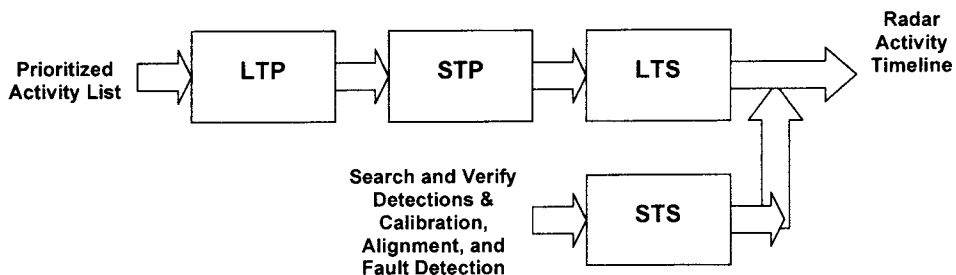 Prioritized
Activity List
LTP
STP
LTS
Radar
Activity
Timeline
Search and Verify
Detections &
Calibration,
Alignment, and
Fault Detection
STS